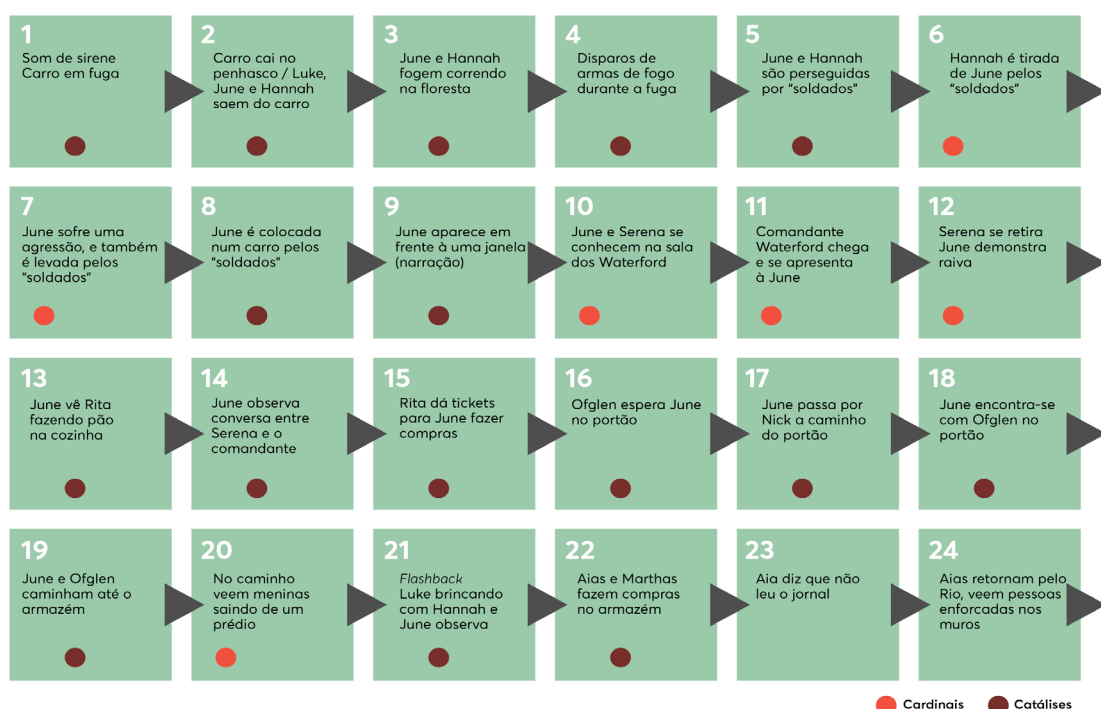 1
Som de sirene
Carro em fuga
2
Carro cai no
penhasco / Luke,
June e Hannah
saem do carro
3
June e Hannah
fogem correndo
na floresta
4
Disparos de
armas de fogo
durante a fuga
5
June e Hannah
são perseguidas
por "soldados"
6
Hannah é tirada
de June pelos
"soldados"
7
June sofre uma
agressão, e também
é levada pelos
"soldados"
8
June é colocada
num carro pelos
"soldados"
9
June aparece em
frente à uma janela
(narração)
10
June e Serena se
conhecem na sala
dos Waterford
11
Comandante
Waterford chega
e se apresenta
à June
12
Serena se retira
June demonstra
raiva
13
June vê Rita
fazendo pão
na cozinha
14
June observa
conversa entre
Serena e o
comandante
15
Rita dá tickets
para June fazer
compras
16
Ofglen espera June
no portão
17
June passa por
Nick a caminho
do portão
18
June encontra-se
com Ofglen no
portão
19
June e Ofglen
caminham até o
armazém
20
No caminho
veem meninas
saindo de um
prédio
21
Flashback
Luke brincando
com Hannah e
June observa
22
Aias e Marthas
fazem compras
no armazém
23
Aia diz que não
leu o jornal
24
Aias retornam pelo
Rio, veem pessoas
enforcadas nos
muros
Cardinais
Catálises